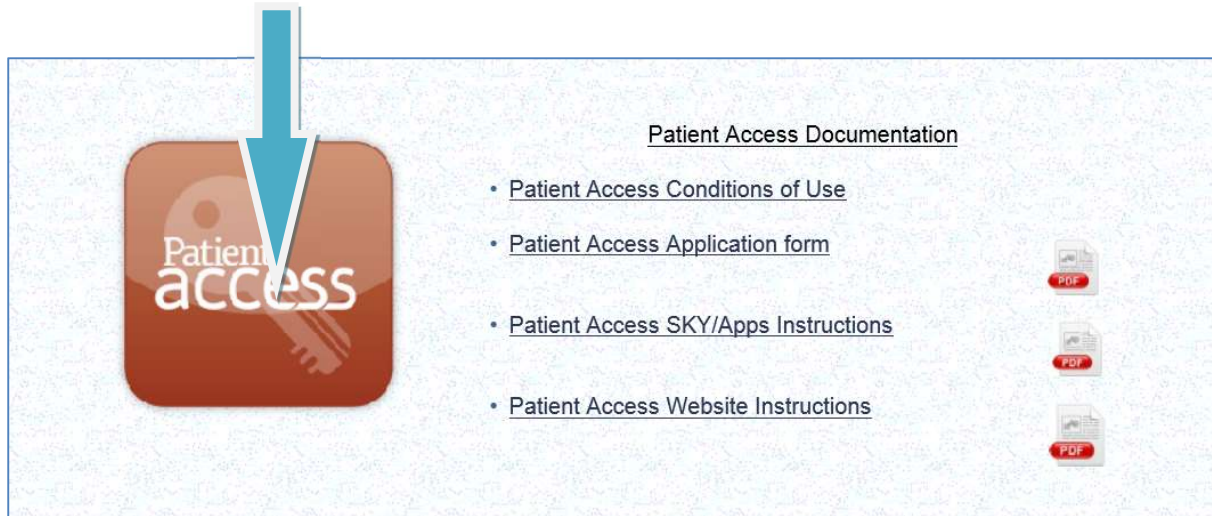 Patient Access Documentation
Patient
access
• Patient Access Conditions of Use
• Patient Access Application form
PDF
• Patient Access SKY/Apps Instructions
PDF
• Patient Access Website Instructions
PDF